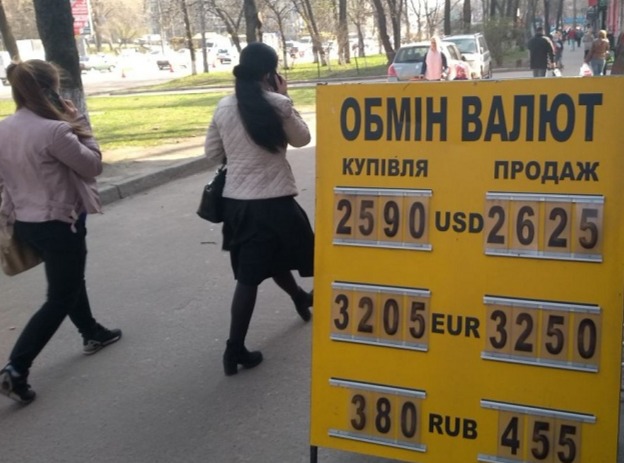 ОБМІН ВАЛЮТ
КУПІВЛЯ ПРОДАЖ
2590 USD 2625
3205 EUR 3250
380 RUB 455